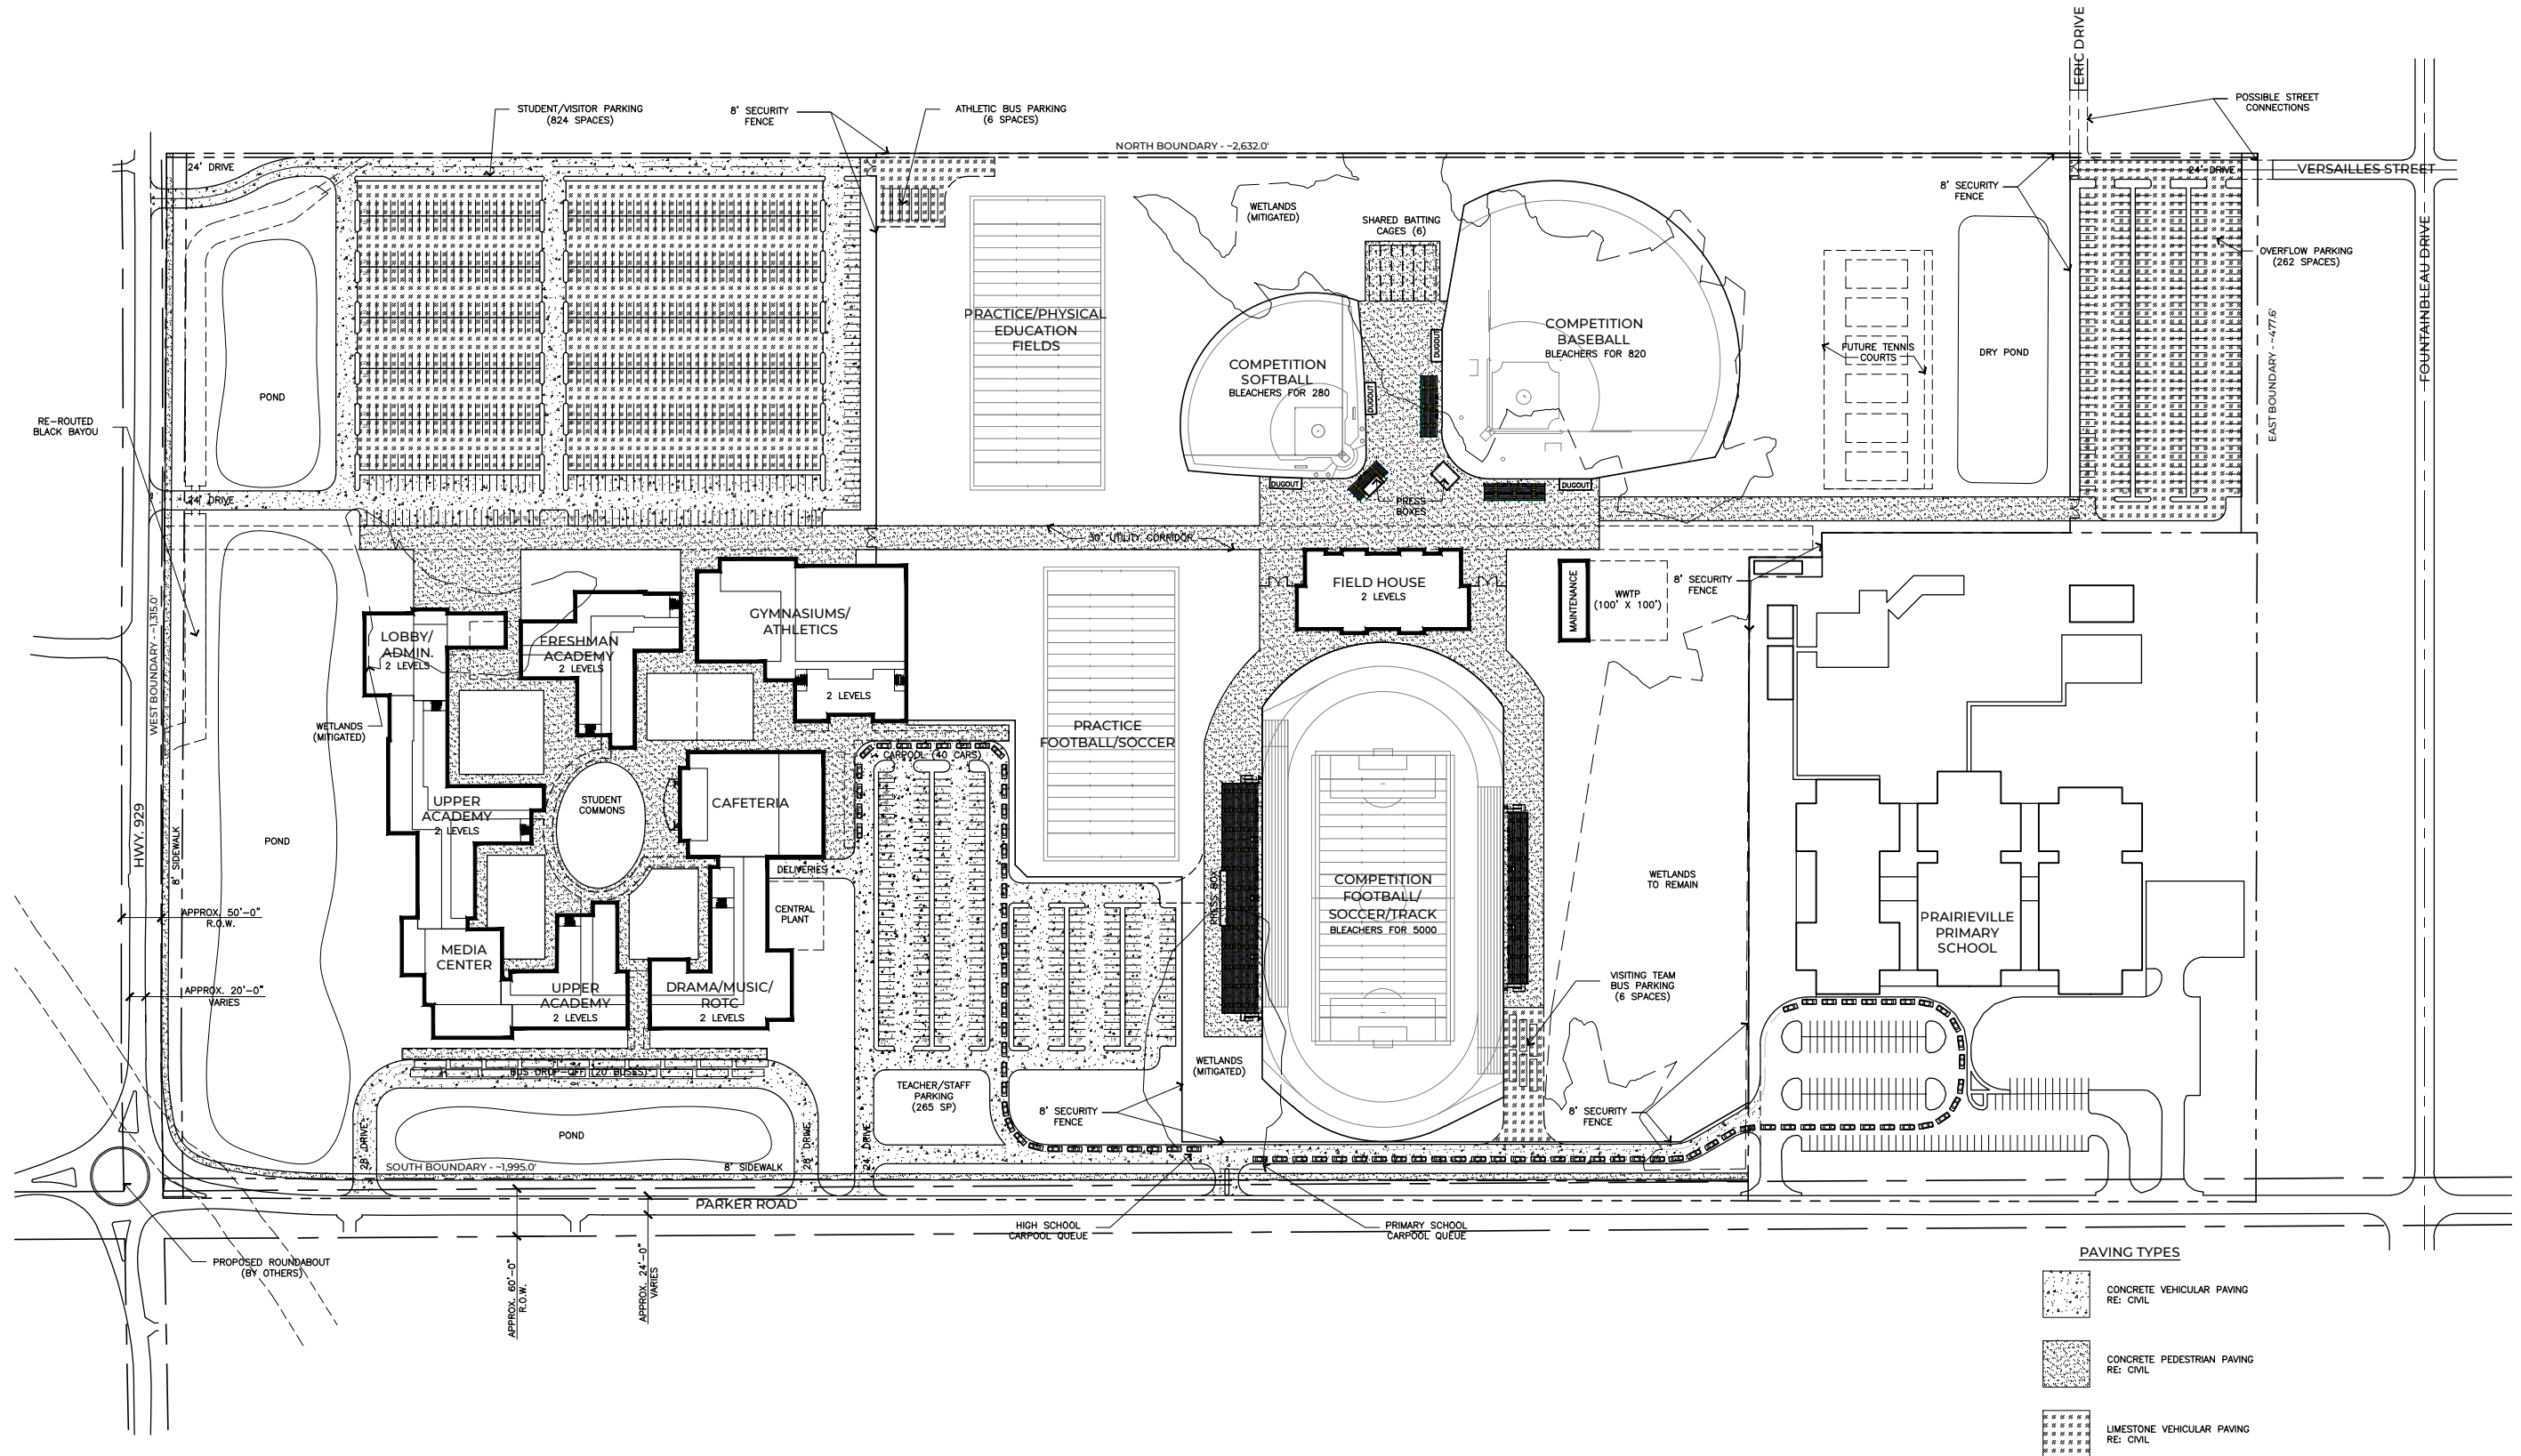 ERIC DRIVE
POSSIBLE STREET
CONNECTIONS
STUDENT/VISITOR PARKING
(824 SPACES)
8' SECURITY
FENCE
ATHLETIC BUS PARKING
(6 SPACES)
NORTH BOUNDARY - ~2,632.0'
24' DRIVE
24' DRIVE
VERSAILLES STREET
8' SECURITY
FENCE
WETLANDS
(MITIGATED)
SHARED BATTING
CAGES (6)
OVERFLOW PARKING
(262 SPACES)
FOUNTAINBLEAU DRIVE
EAST BOUNDARY - ~477.6'
PRACTICE/PHYSICAL
EDUCATION
FIELDS
COMPETITION
BASEBALL
BLEACHERS FOR 820
DUGOUT
FUTURE TENNIS
COURTS
DRY POND
COMPETITION
SOFTBALL
BLEACHERS FOR 280
DUGOUT
POND
RE-ROUTED
BLACK BAYOU
24' DRIVE
DUGOUT
DUGOUT
PRESS
BOXES
30' UTILITY CORRIDOR
FIELD HOUSE
2 LEVELS
MAINTENANCE
WWTP
(100' X 100')
8' SECURITY
FENCE
WEST BOUNDARY - ~1,315.0'
LOBBY/
ADMIN.
2 LEVELS
FRESHMAN
ACADEMY
2 LEVELS
GYMNASIUMS/
ATHLETICS
2 LEVELS
WETLANDS
(MITIGATED)
PRACTICE
FOOTBALL/SOCCER
CARPOOL (40 CARS)
UPPER
ACADEMY
2 LEVELS
STUDENT
COMMONS
CAFETERIA
HWY. 929
8' SIDEWALK
POND
DELIVERIES
CENTRAL
PLANT
PRESS BOX
COMPETITION
FOOTBALL/
SOCCER/TRACK
BLEACHERS FOR 5000
WETLANDS
TO REMAIN
PRAIRIEVILLE
PRIMARY
SCHOOL
APPROX. 50'-0"
R.O.W.
MEDIA
CENTER
APPROX. 20'-0"
VARIES
UPPER
ACADEMY
2 LEVELS
DRAMA/MUSIC/
ROTC
2 LEVELS
VISITING TEAM
BUS PARKING
(6 SPACES)
BUS DROP-OFF (20 BUSES)
WETLANDS
(MITIGATED)
TEACHER/STAFF
PARKING
(265 SP)
8' SECURITY
FENCE
8' SECURITY
FENCE
POND
28' DRIVE
28' DRIVE
24' DRIVE
SOUTH BOUNDARY - ~1,995.0'
8' SIDEWALK
PARKER ROAD
HIGH SCHOOL
CARPOOL QUEUE
PRIMARY SCHOOL
CARPOOL QUEUE
PROPOSED ROUNDABOUT
(BY OTHERS)
APPROX. 60'-0"
R.O.W.
APPROX. 24'-0"
VARIES
PAVING TYPES
CONCRETE VEHICULAR PAVING
RE: CIVIL
CONCRETE PEDESTRIAN PAVING
RE: CIVIL
LIMESTONE VEHICULAR PAVING
RE: CIVIL